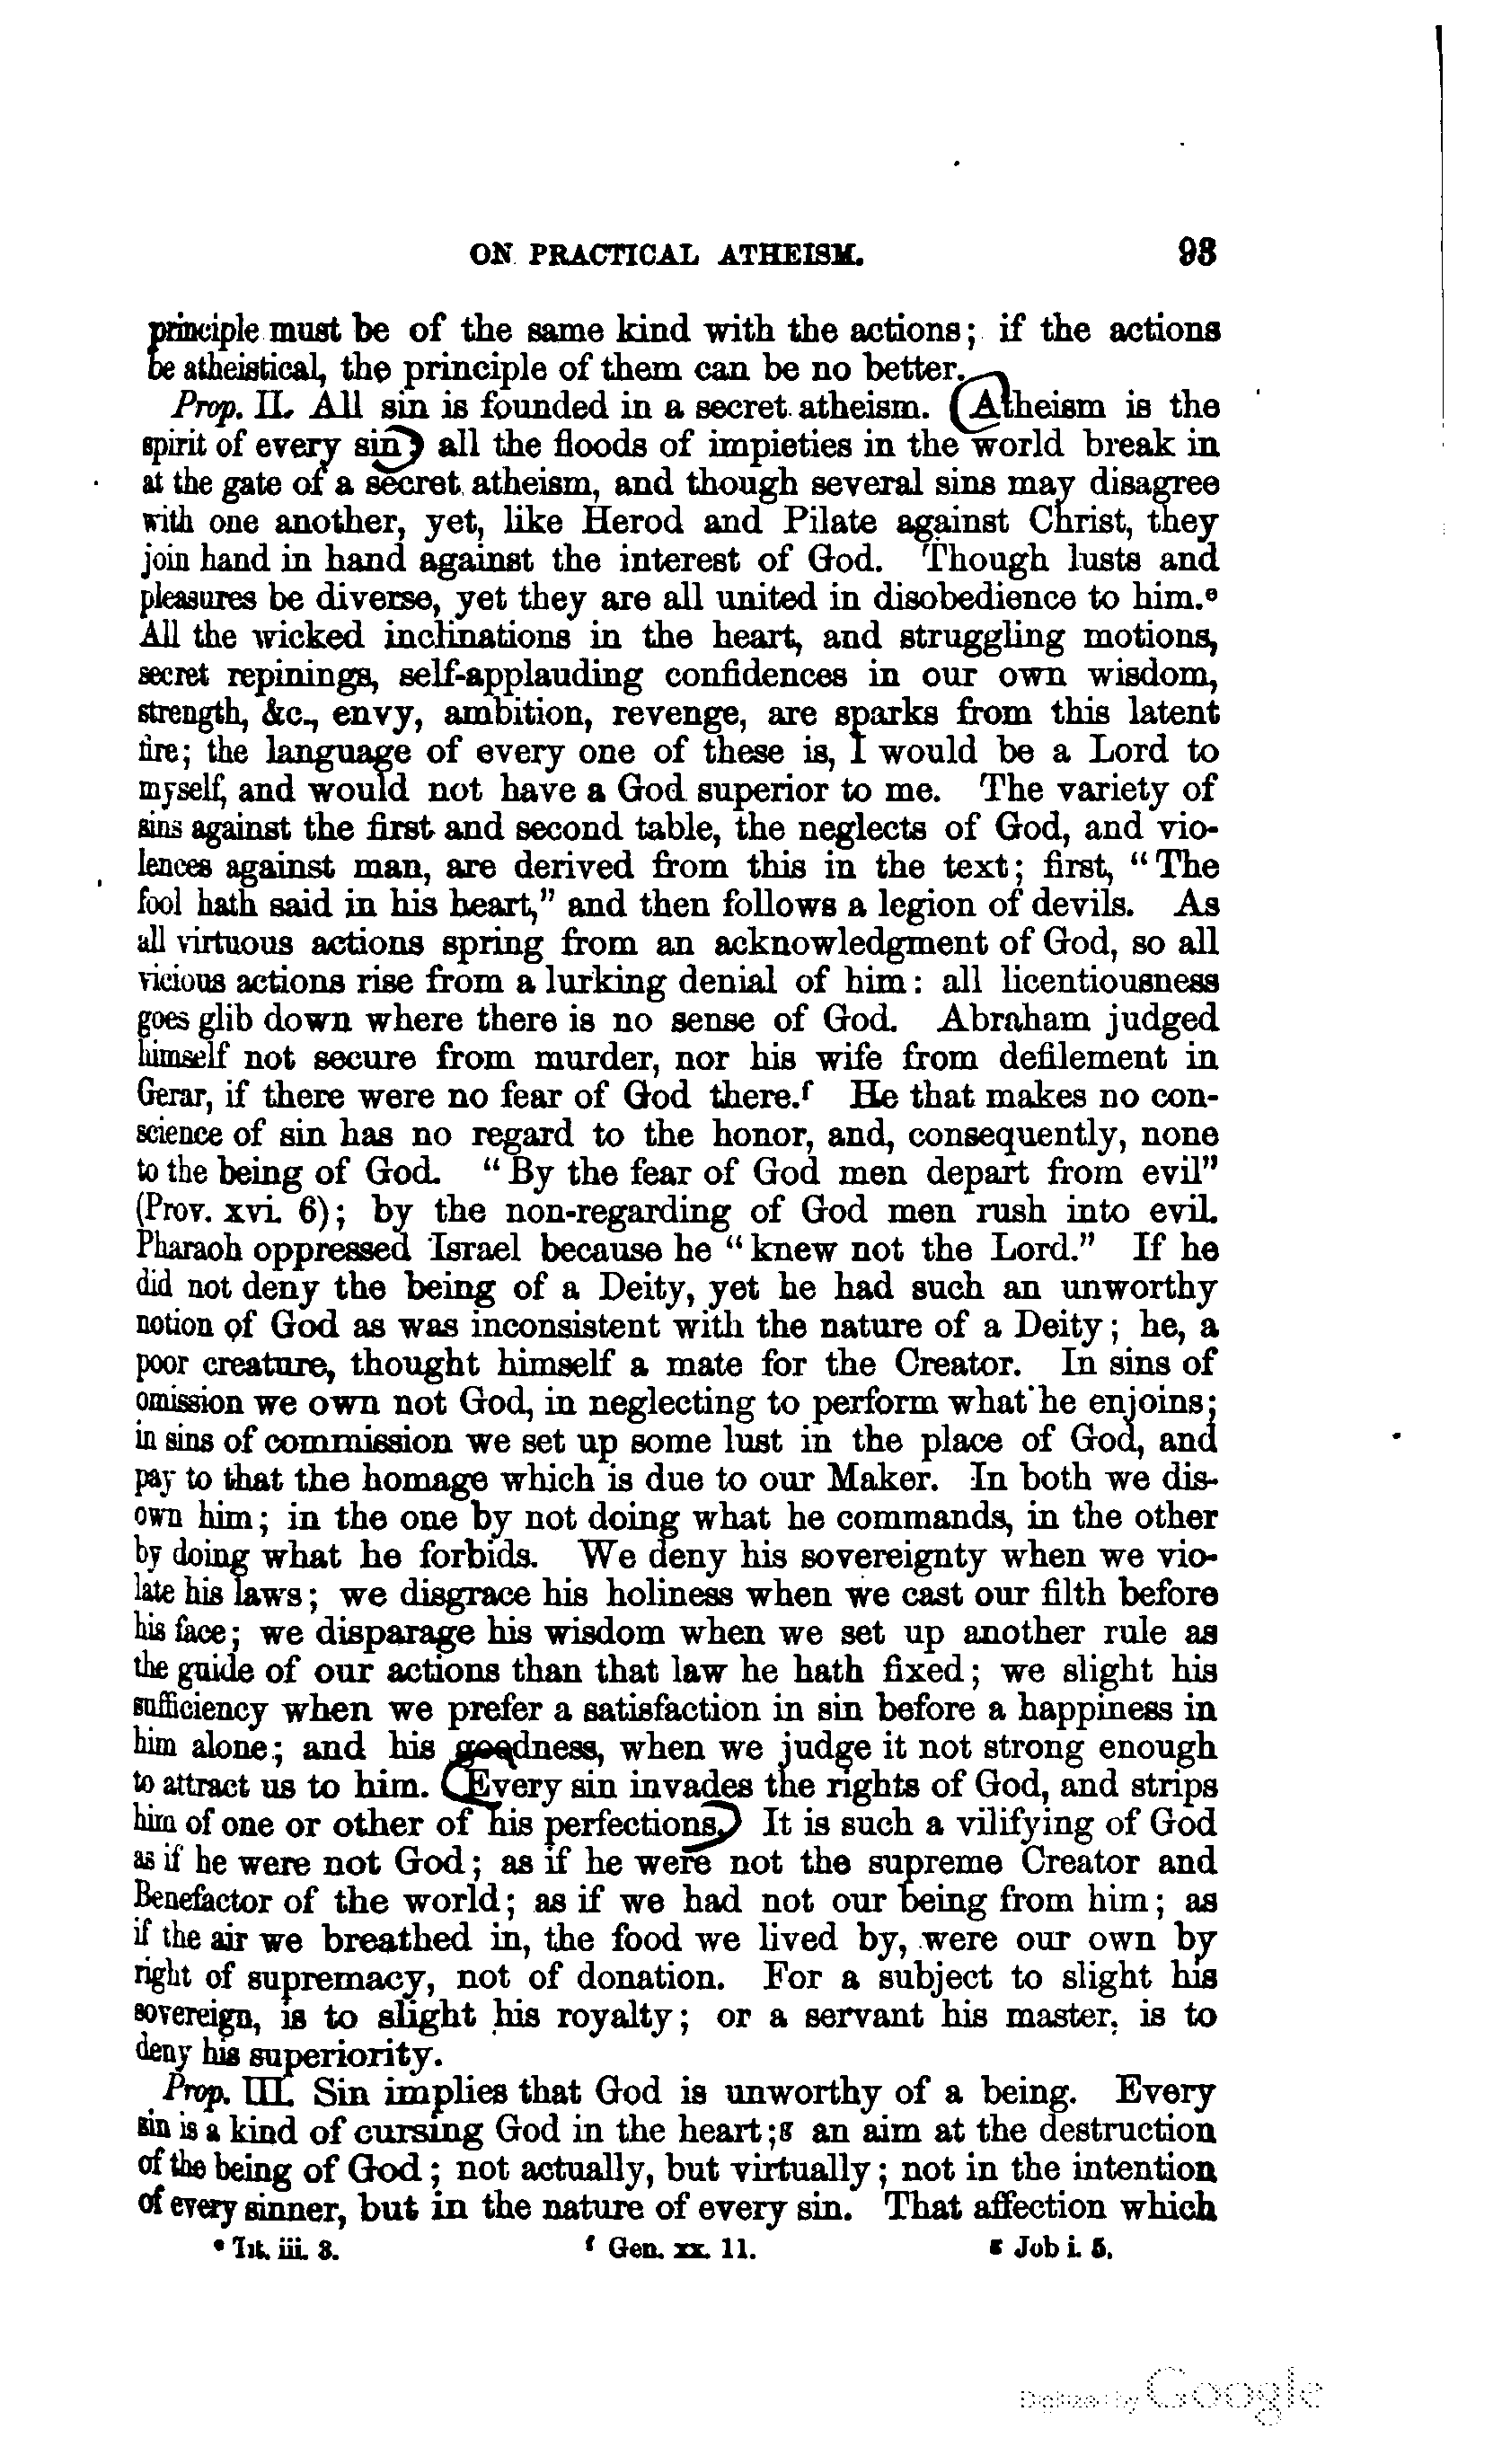 ON PRACTICAL ATHEISM. 93
principle must be of the same kind with the actions; if the actions
be atheistical, the principle of them can be no better.
Prop. II. All sin is founded in a secret atheism. Atheism is the
spirit of every sin; all the floods of impieties in the world break in
at the gate of a secret atheism, and though several sins may disagree
with one another, yet, like Herod and Pilate against Christ, they
join hand in hand against the interest of God. Though lusts and
pleasures be diverse, yet they are all united in disobedience to him.e
All the wicked inclinations in the heart, and struggling motions,
secret repinings, self-applauding confidences in our own wisdom,
strength, &c., envy, ambition, revenge, are sparks from this latent
fire; the language of every one of these is, I would be a Lord to
myself, and would not have a God superior to me. The variety of
sins against the first and second table, the neglects of God, and vio-
lences against man, are derived from this in the text; first, "The
fool hath said in his heart," and then follows a legion of devils. As
all virtuous actions spring from an acknowledgment of God, so all
vicious actions rise from a lurking denial of him: all licentiousness
goes glib down where there is no sense of God. Abraham judged
himself not secure from murder, nor his wife from defilement in
Gerar, if there were no fear of God there.f He that makes no con-
science of sin has no regard to the honor, and, consequently, none
to the being of God. "By the fear of God men depart from evil"
(Prov. xvi. 6); by the non-regarding of God men rush into evil.
Pharaoh oppressed Israel because he "knew not the Lord." If he
did not deny the being of a Deity, yet he had such an unworthy
notion of God as was inconsistent with the nature of a Deity; he, a
poor creature, thought himself a mate for the Creator. In sins of
omission we own not God, in neglecting to perform what he enjoins;
in sins of commission we set up some lust in the place of God, and
pay to that the homage which is due to our Maker. In both we dis-
own him; in the one by not doing what he commands, in the other
by doing what he forbids. We deny his sovereignty when we vio-
late his laws; we disgrace his holiness when we cast our filth before
his face; we disparage his wisdom when we set up another rule as
the guide of our actions than that law he hath fixed; we slight his
sufficiency when we prefer a satisfaction in sin before a happiness in
him alone; and his goodness, when we judge it not strong enough
to attract us to him. Every sin invades the rights of God, and strips
him of one or other of his perfections. It is such a vilifying of God
as if he were not God; as if he were not the supreme Creator and
Benefactor of the world; as if we had not our being from him; as
if the air we breathed in, the food we lived by, were our own by
right of supremacy, not of donation. For a subject to slight his
sovereign, is to slight his royalty; or a servant his master, is to
deny his superiority.
Prop. III. Sin implies that God is unworthy of a being. Every
sin is a kind of cursing God in the heart;g an aim at the destruction
of the being of God; not actually, but virtually; not in the intention
of every sinner, but in the nature of every sin. That affection which
e Tit. iii. 3. f Gen. xx. 11. g Job i. 5.
Digitized by Google